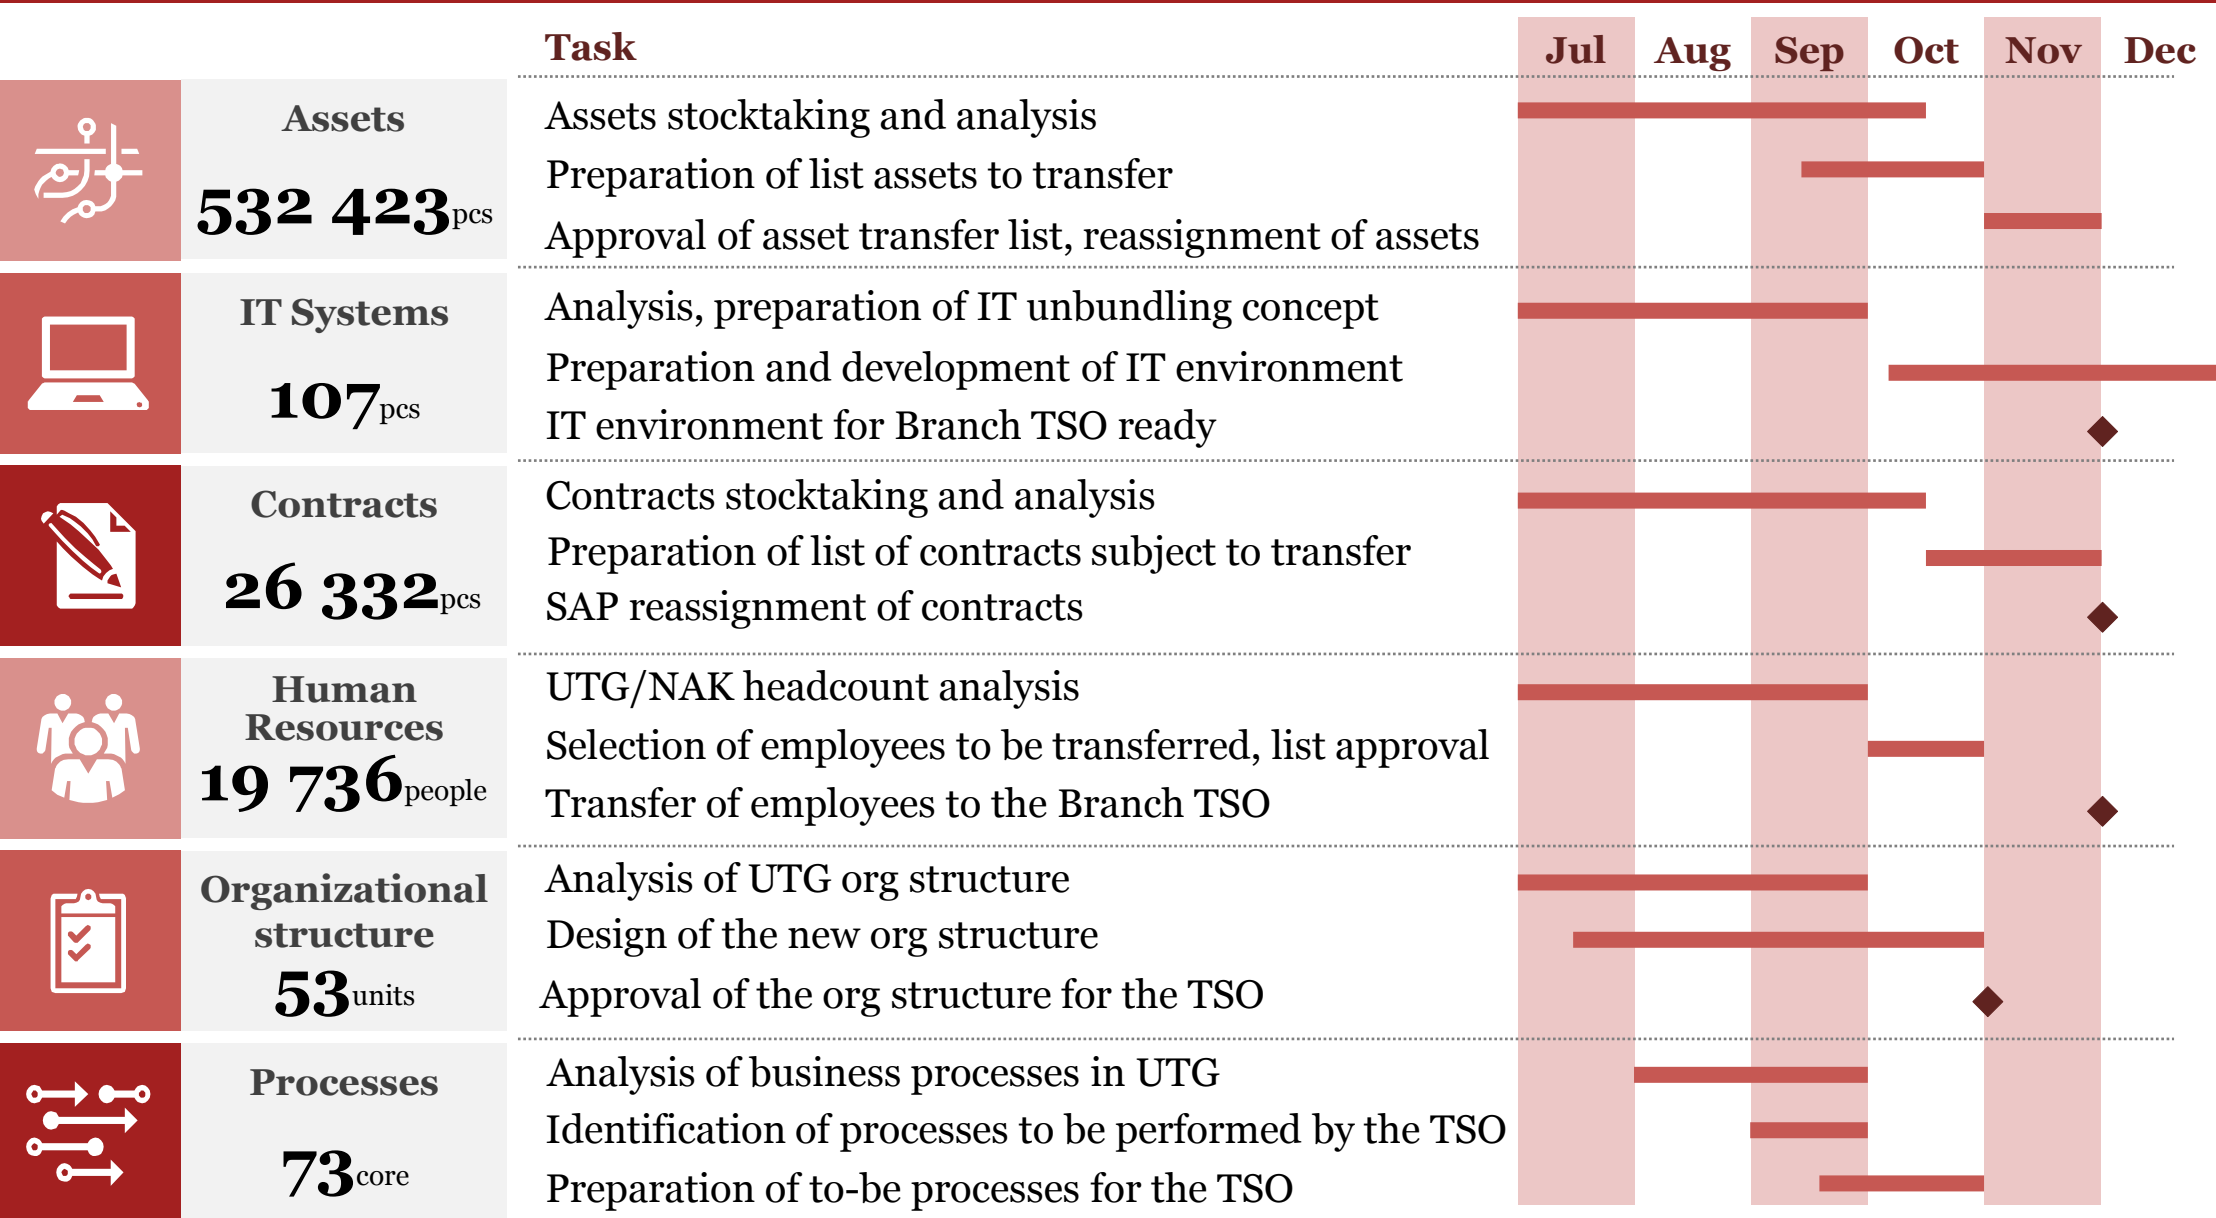 Task Jul Aug Sep Oct Nov Dec
Assets
532 423pcs
Assets stocktaking and analysis
Preparation of list assets to transfer
Approval of asset transfer list, reassignment of assets
IT Systems
107pcs
Analysis, preparation of IT unbundling concept
Preparation and development of IT environment
IT environment for Branch TSO ready
Contracts
26 332pcs
Contracts stocktaking and analysis
Preparation of list of contracts subject to transfer
SAP reassignment of contracts
Human
Resources
19 736people
UTG/NAK headcount analysis
Selection of employees to be transferred, list approval
Transfer of employees to the Branch TSO
Organizational
structure
53units
Analysis of UTG org structure
Design of the new org structure
Approval of the org structure for the TSO
Processes
73core
Analysis of business processes in UTG
Identification of processes to be performed by the TSO
Preparation of to-be processes for the TSO